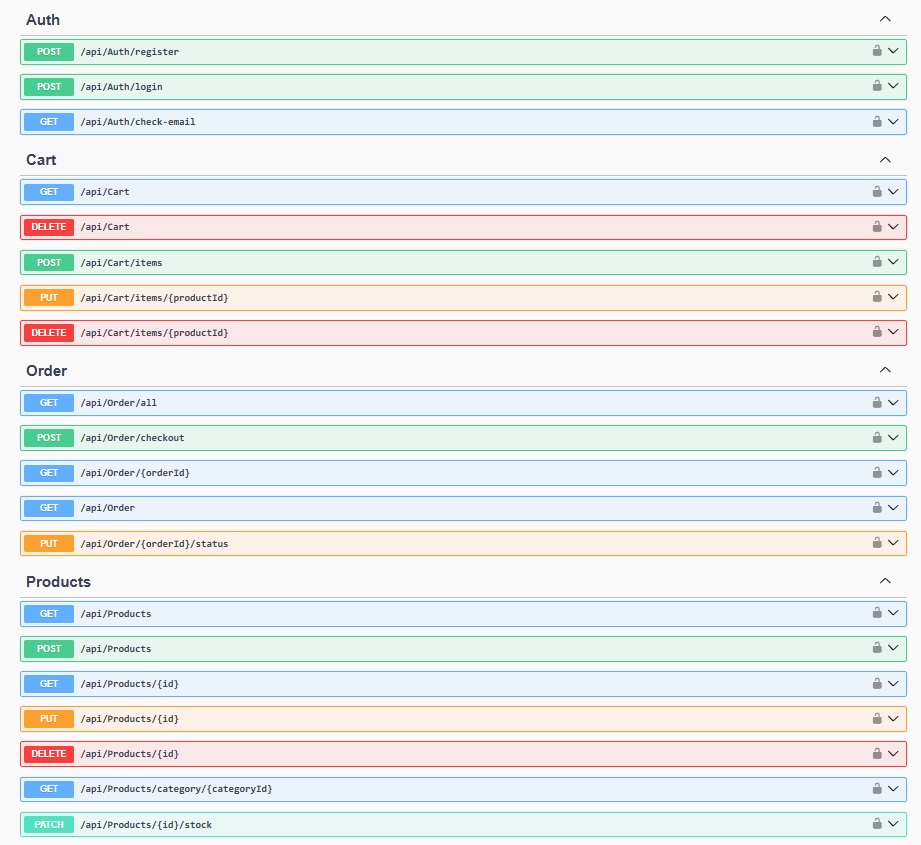 Auth
POST /api/Auth/register
POST /api/Auth/login
GET /api/Auth/check-email
Cart
GET /api/Cart
DELETE /api/Cart
POST /api/Cart/items
PUT /api/Cart/items/{productId}
DELETE /api/Cart/items/{productId}
Order
GET /api/Order/all
POST /api/Order/checkout
GET /api/Order/{orderId}
GET /api/Order
PUT /api/Order/{orderId}/status
Products
GET /api/Products
POST /api/Products
GET /api/Products/{id}
PUT /api/Products/{id}
DELETE /api/Products/{id}
GET /api/Products/category/{categoryId}
PATCH /api/Products/{id}/stock